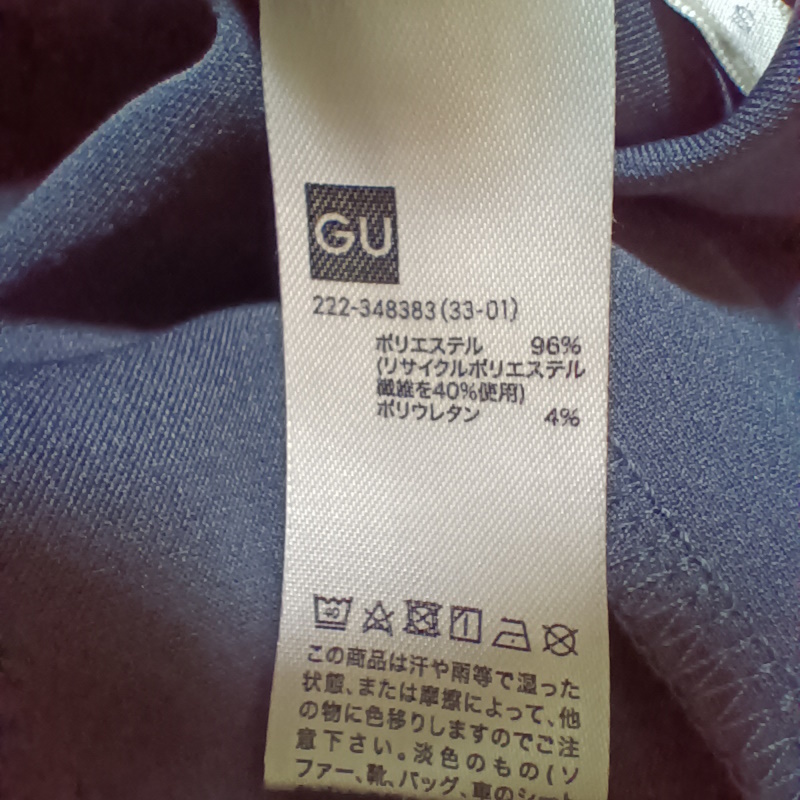 GU
222-348383(33-01)
ポリエステル 96%
(リサイクルポリエステル
繊維を40%使用)
ポリウレタン 4%
40
この商品は汗や雨等で湿った
状態、または摩擦によって、他
の物に色移りしますのでご注
意下さい。淡色のもの(ソ
ファー、靴、バッグ、車のシート